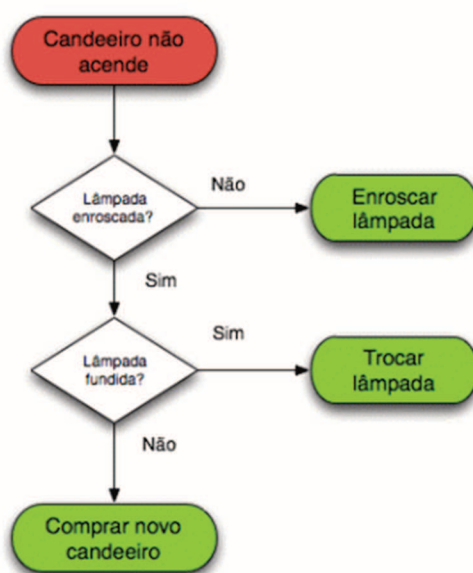 Candeeiro não
acende
Lâmpada
enroscada?
Não
Enroscar
lâmpada
Sim
Lâmpada
fundida?
Sim
Trocar
lâmpada
Não
Comprar novo
candeeiro